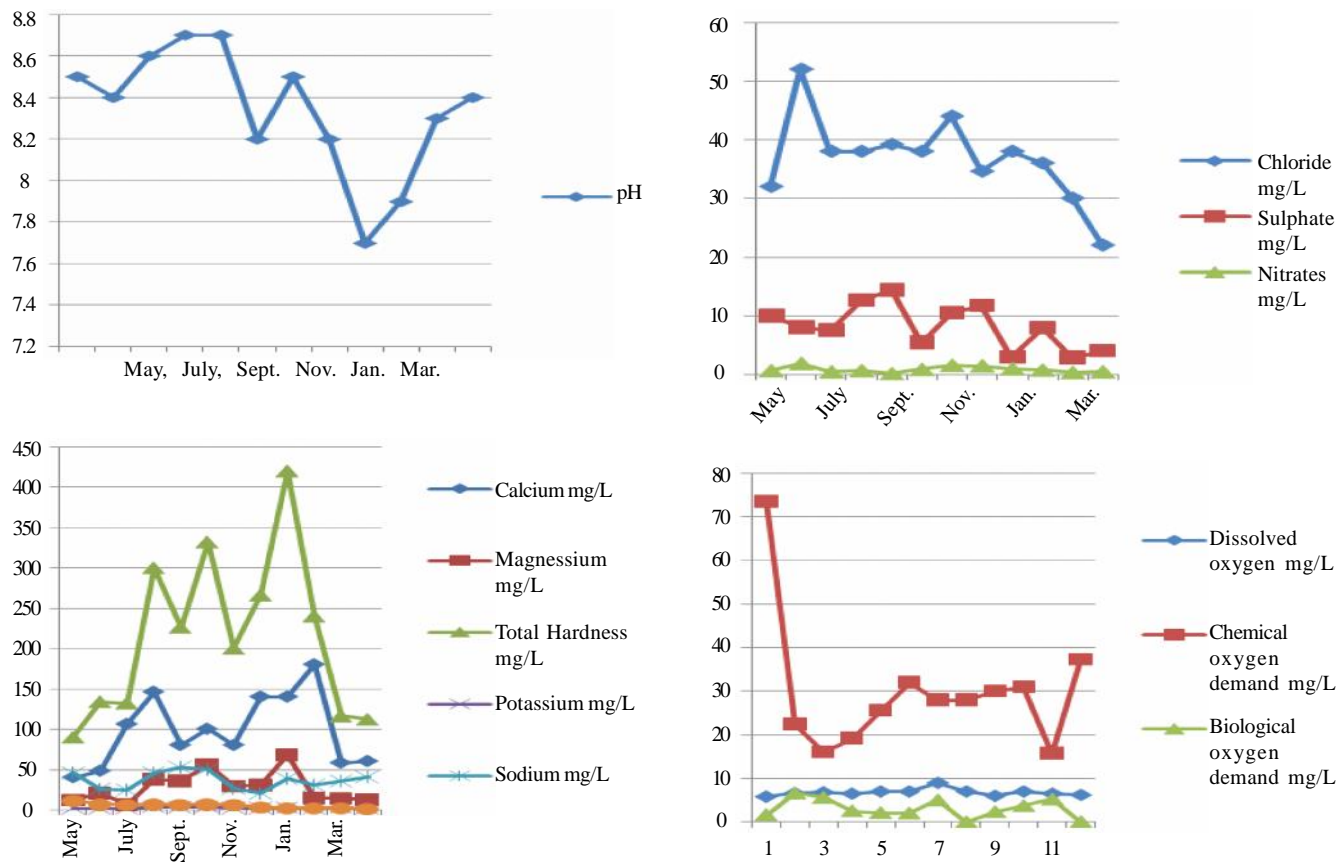 8.8
8.6
8.4
8.2
8
7.8
7.6
7.4
7.2
May, July, Sept. Nov. Jan. Mar.
pH
60
50
40
30
20
10
0
May July Sept. Nov. Jan. Mar.
Chloride
mg/L
Sulphate
mg/L
Nitrates
mg/L
450
400
350
300
250
200
150
100
50
0
May July Sept. Nov. Jan. Mar.
Calcium mg/L
Magnessium
mg/L
Total Hardness
mg/L
Potassium mg/L
Sodium mg/L
80
70
60
50
40
30
20
10
0
1 3 5 7 9 11
Dissolved
oxygen mg/L
Chemical
oxygen
demand mg/L
Biological
oxygen
demand mg/L